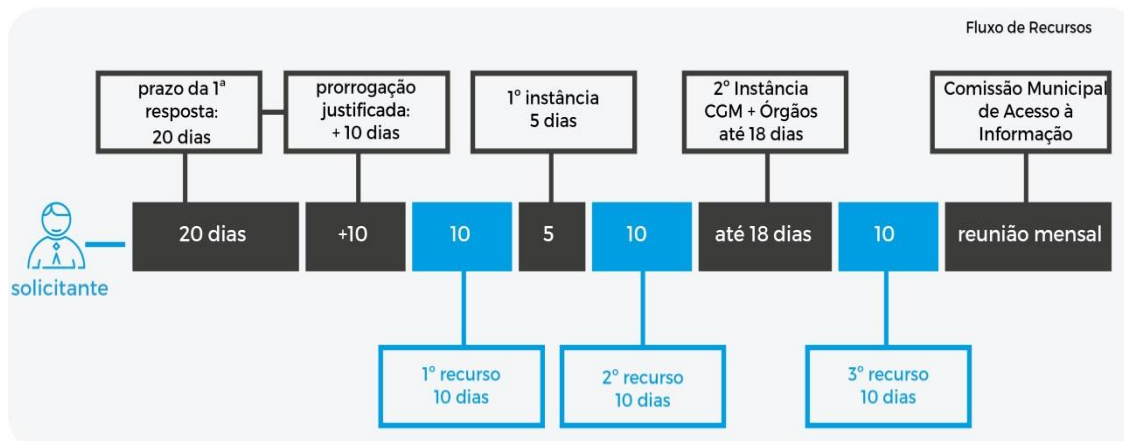 Fluxo de Recursos
prazo da 1ª
resposta:
20 dias
prorrogação
justificada:
+ 10 dias
1º instância
5 dias
2º Instância
CGM + Órgãos
até 18 dias
Comissão Municipal
de Acesso à
Informação
20 dias
+10
10
5
10
até 18 dias
10
reunião mensal
solicitante
1º recurso
10 dias
2º recurso
10 dias
3º recurso
10 dias